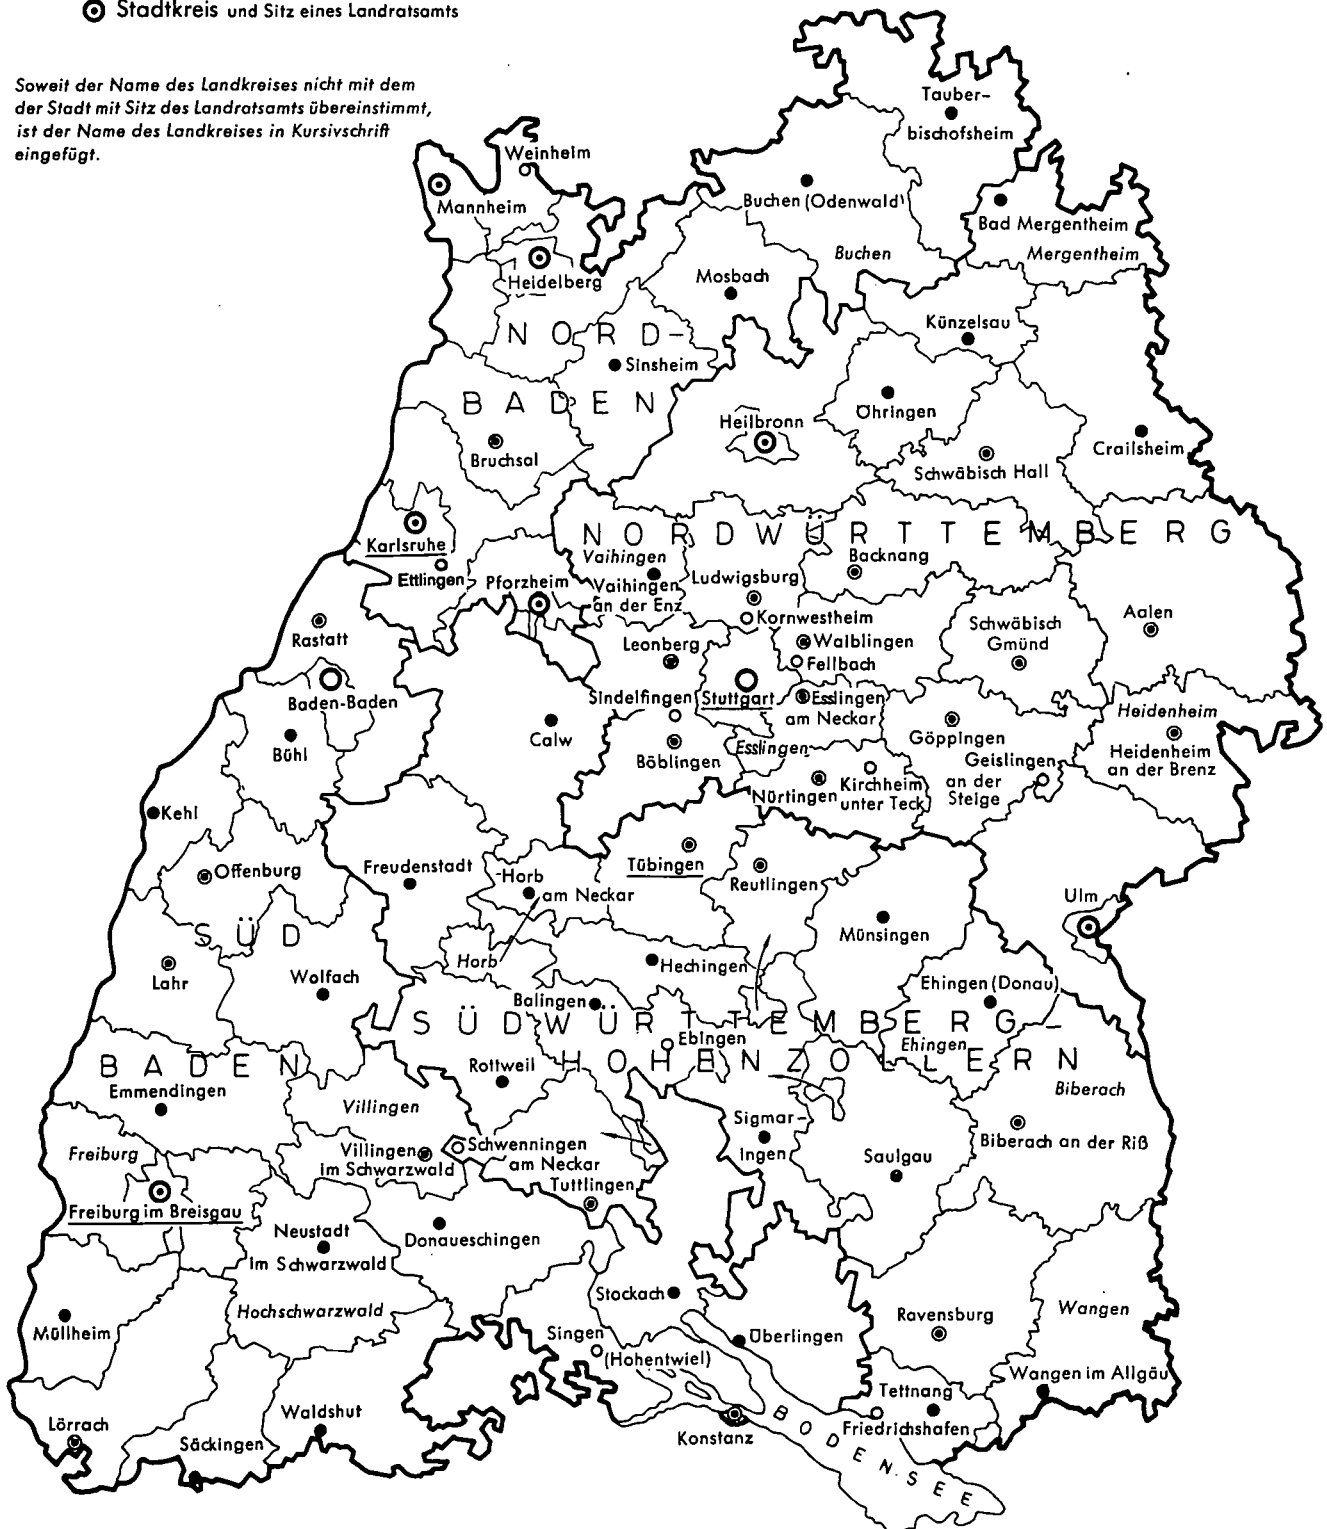 Stadtkreis und Sitz eines Landratsamts
Soweit der Name des Landkreises nicht mit dem
der Stadt mit Sitz des Landratsamts übereinstimmt,
ist der Name des Landkreises in Kursivschrift
eingefügt.
Tauber-
bischofsheim
Weinheim
Mannheim
Buchen (Odenwald)
Bad Mergentheim
Buchen
Mergentheim
Heidelberg
Mosbach
Künzelsau
NORD-
Sinsheim
BADEN
Öhringen
Heilbronn
Crailsheim
Bruchsal
Schwäbisch Hall
NORDWÜRTTEMBERG
Karlsruhe
Vaihingen
Backnang
Ettlingen
Pforzheim
Vaihingen
an der Enz
Ludwigsburg
Kornwestheim
Aalen
Rastatt
Leonberg
Waiblingen
Schwäbisch
Gmünd
Fellbach
Baden-Baden
Sindelfingen
Stuttgart
Esslingen
am Neckar
Heidenheim
Calw
Bühl
Esslingen
Göppingen
Heidenheim
an der Brenz
Böblingen
Geislingen
an der
Steige
Nürtingen
Kirchheim
unter Teck
Kehl
Offenburg
Freudenstadt
Tübingen
Horb
am Neckar
Reutlingen
Ulm
SÜD
Münsingen
Horb
Hechingen
Lahr
Wolfach
Ehingen (Donau)
Balingen
SÜDWÜRTTEMBERG-
Ebingen
Ehingen
BADEN
Rottweil
HOHENZOLLERN
Emmendingen
Biberach
Villingen
Sigmar-
ingen
Freiburg
Villingen
im Schwarzwald
Schwenningen
am Neckar
Biberach an der Riß
Saulgau
Tuttlingen
Freiburg im Breisgau
Neustadt
im Schwarzwald
Donaueschingen
Stockach
Hochschwarzwald
Ravensburg
Wangen
Müllheim
Singen
(Hohentwiel)
Überlingen
Wangen im Allgäu
Tettnang
Lörrach
Waldshut
Säckingen
Konstanz
Friedrichshafen
BODENSEE